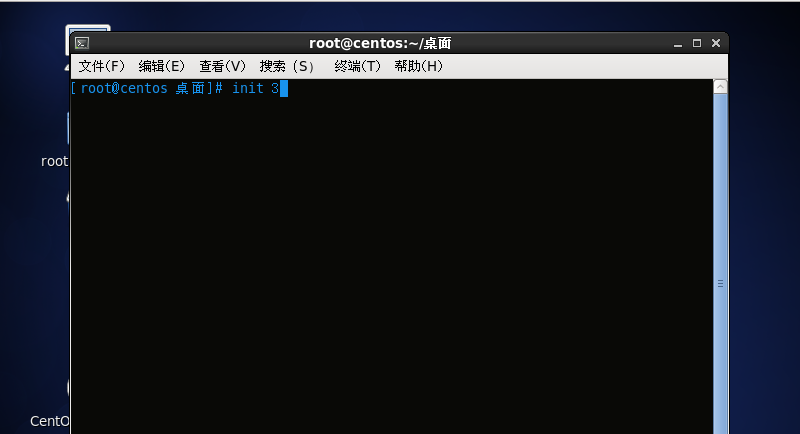 root@centos:~/桌面
文件(F) 编辑(E) 查看(V) 搜索 (S) 终端(T) 帮助(H)
[root@centos 桌面]# init 3
root
CentO